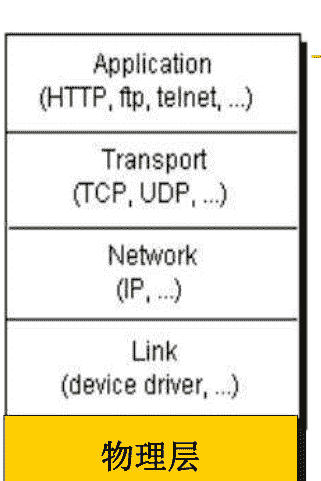 Application
(HTTP, ftp, telnet, ...)
Transport
(TCP, UDP, ...)
Network
(IP, ...)
Link
(device driver, ...)
物理层